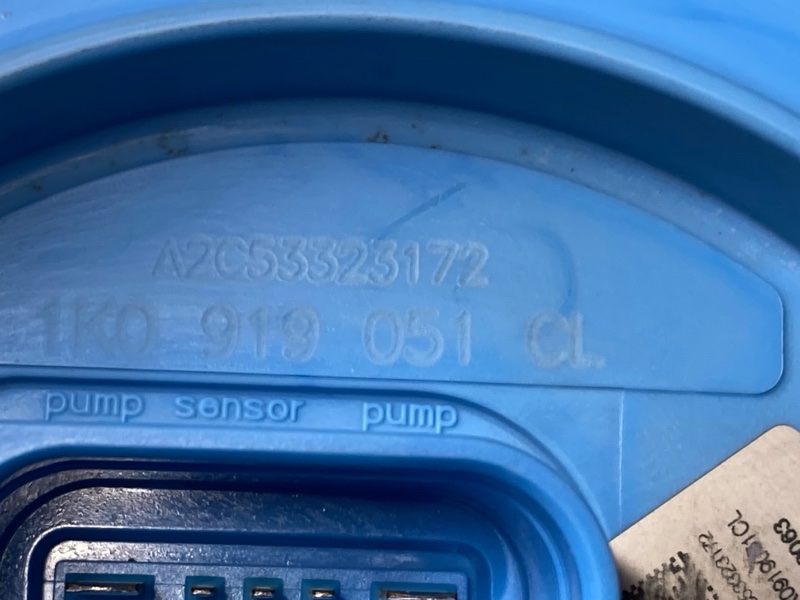 A2C53323172
1K0 919 051 CL
pump sensor pump